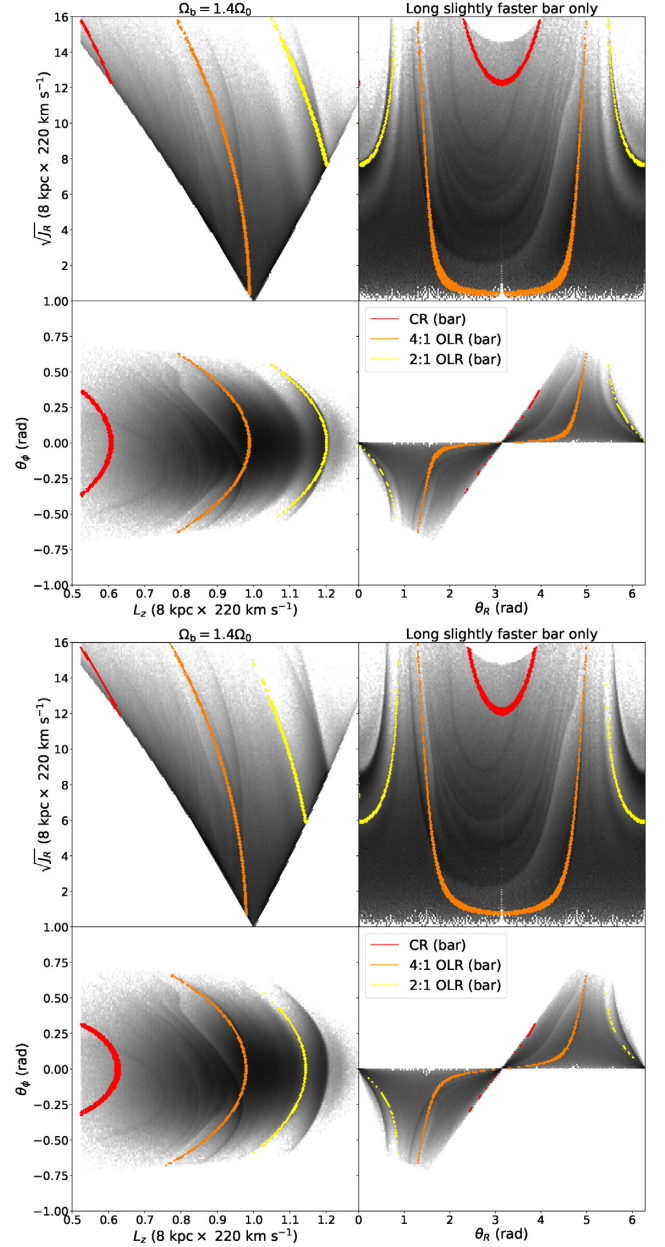 Ω_b = 1.4Ω_0
Long slightly faster bar only
√J_R (8 kpc × 220 km s⁻¹)
16
14
12
10
8
6
4
2
1.00
0.75
0.50
0.25
0.00
−0.25
−0.50
−0.75
−1.00
θ_ϕ (rad)
CR (bar)
4:1 OLR (bar)
2:1 OLR (bar)
0.5 0.6 0.7 0.8 0.9 1.0 1.1 1.2
0 1 2 3 4 5 6
L_z (8 kpc × 220 km s⁻¹)
θ_R (rad)
Ω_b = 1.4Ω_0
Long slightly faster bar only
√J_R (8 kpc × 220 km s⁻¹)
16
14
12
10
8
6
4
2
1.00
0.75
0.50
0.25
0.00
−0.25
−0.50
−0.75
−1.00
θ_ϕ (rad)
CR (bar)
4:1 OLR (bar)
2:1 OLR (bar)
0.5 0.6 0.7 0.8 0.9 1.0 1.1 1.2
0 1 2 3 4 5 6
L_z (8 kpc × 220 km s⁻¹)
θ_R (rad)